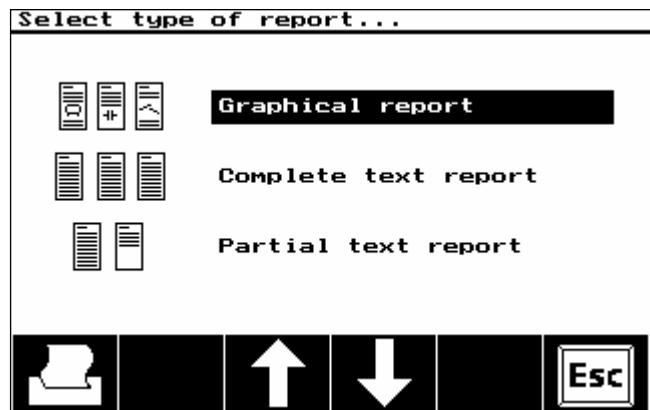 Select type of report...
Graphical report
Complete text report
Partial text report
Esc